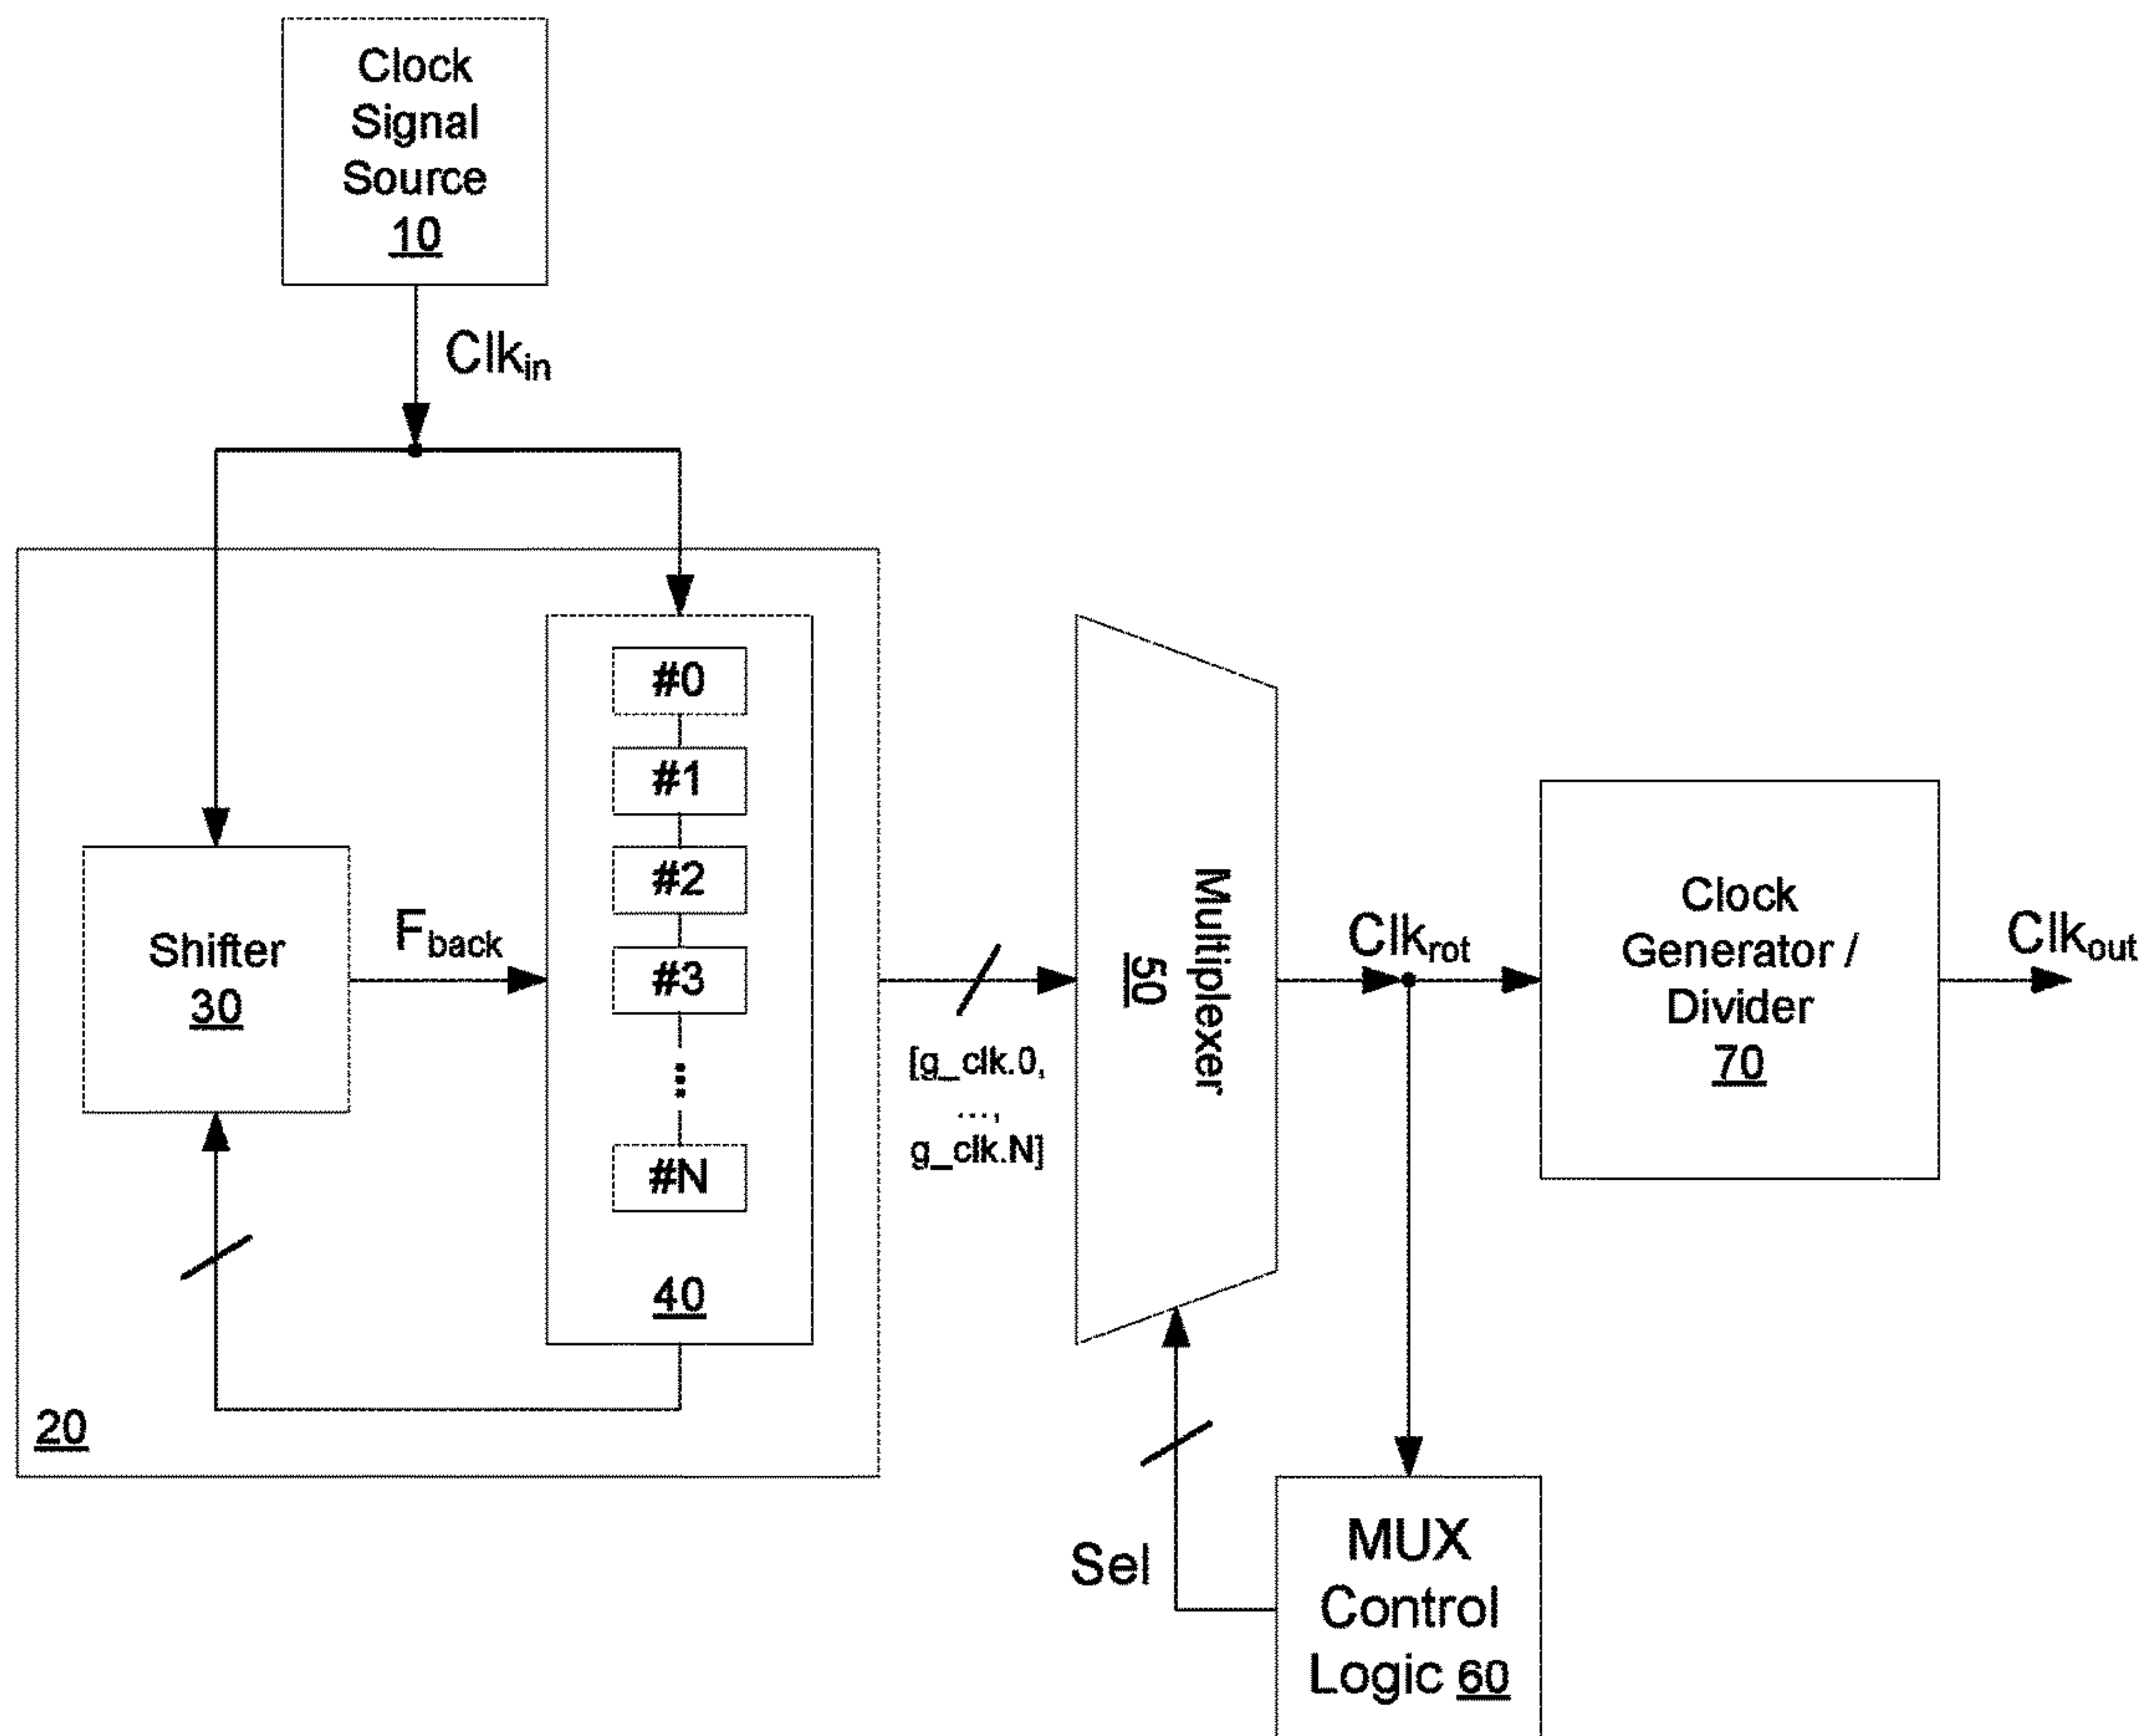 Clock
Signal
Source
10
Clkin
#0
#1
#2
#3
...
#N
40
Shifter
30
Fback
20
[g_clk.0,
...,
g_clk.N]
Multiplexer
50
Clkrot
Clock
Generator /
Divider
70
Clkout
Sel
MUX
Control
Logic 60